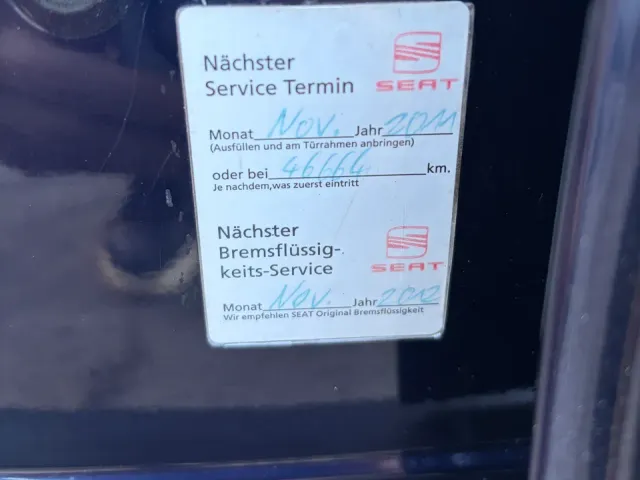 Nächster
Service Termin
SEAT
Monat Nov. Jahr 2011
(Ausfüllen und am Türrahmen anbringen)
oder bei 46664 km.
Je nachdem,was zuerst eintritt
Nächster
Bremsflüssig-
keits-Service
SEAT
Monat Nov. Jahr 2012
Wir empfehlen SEAT Original Bremsflüssigkeit